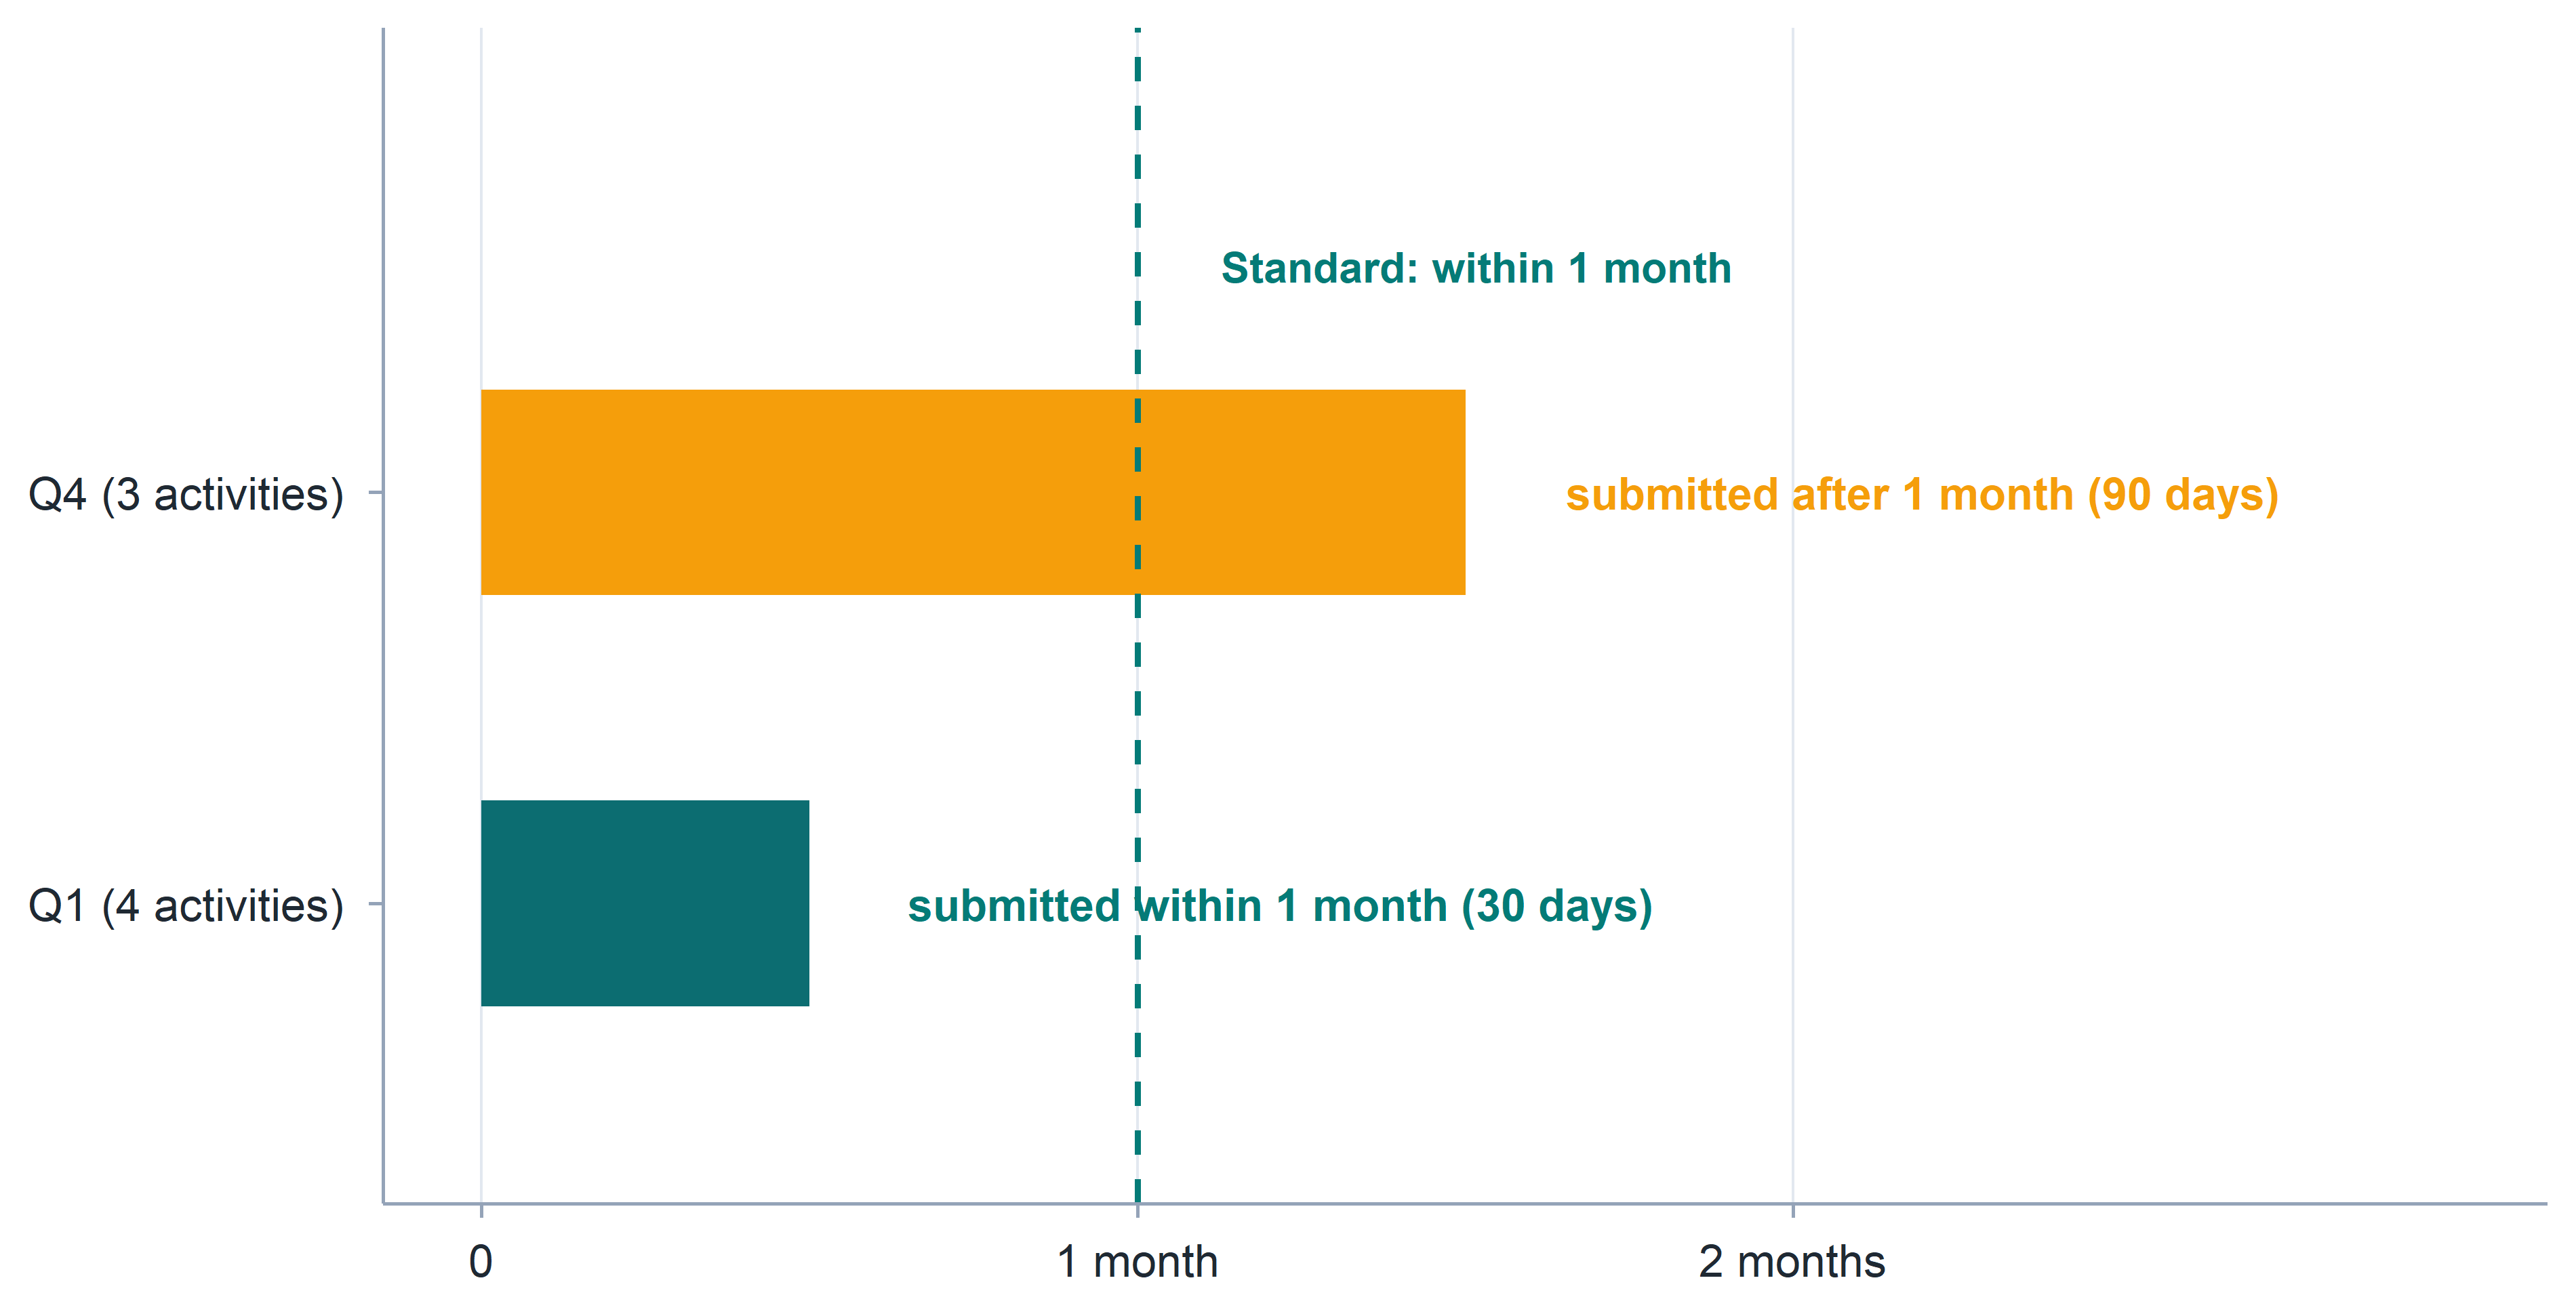 Standard: within 1 month
Q4 (3 activities)
submitted after 1 month (90 days)
Q1 (4 activities)
submitted within 1 month (30 days)
0
1 month
2 months